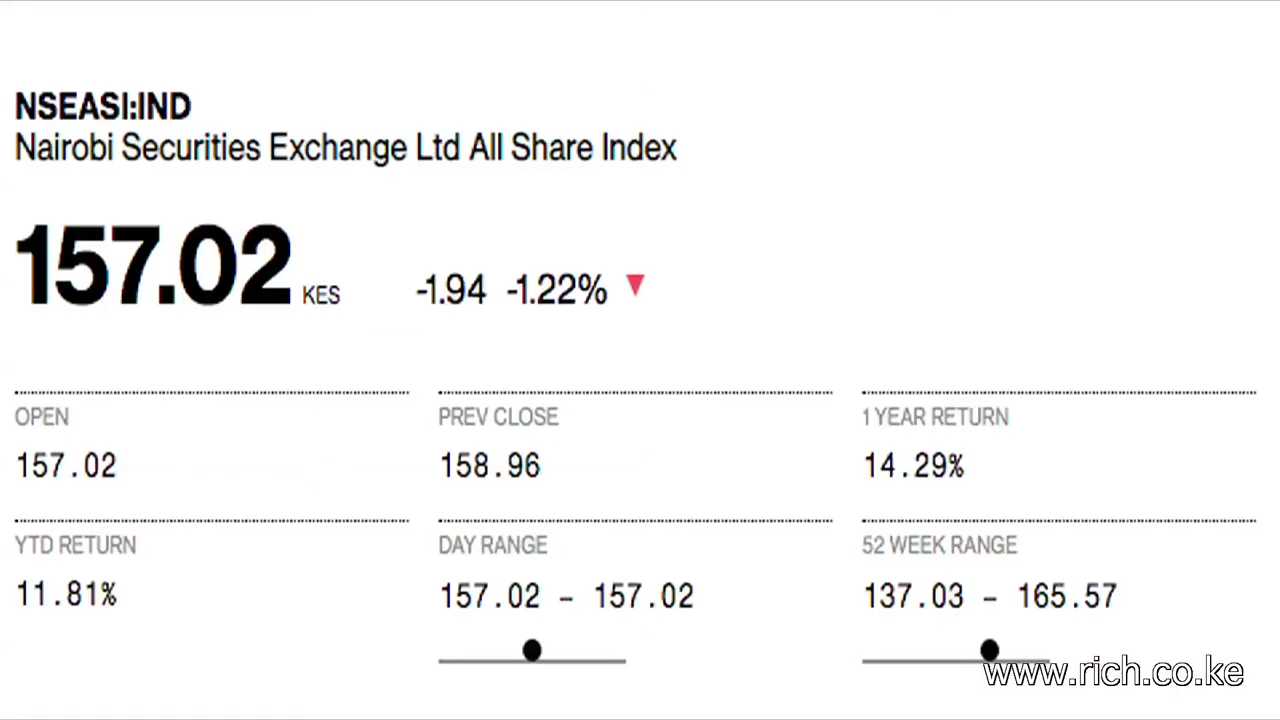 NSEASI:IND
Nairobi Securities Exchange Ltd All Share Index
157.02 KES -1.94 -1.22%
OPEN PREV CLOSE 1 YEAR RETURN
157.02 158.96 14.29%
YTD RETURN DAY RANGE 52 WEEK RANGE
11.81% 157.02 – 157.02 137.03 – 165.57
www.rich.co.ke